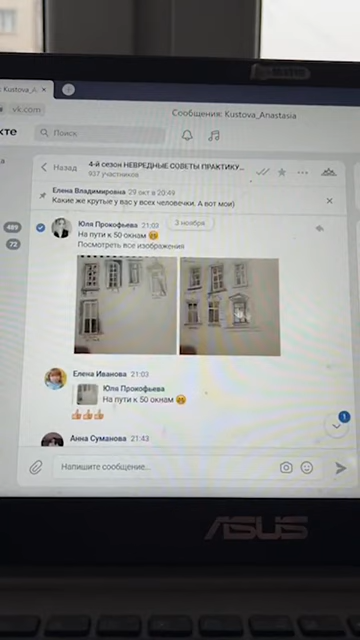 Kustova_A
vk.com
Сообщения: Kustova_Anastasia
кте
Поиск
Назад
4-й сезон НЕВРЕДНЫЕ СОВЕТЫ ПРАКТИКУ...
937 участников
Елена Владимировна 29 окт в 20:49
Какие же крутые у вас у всех человечки. А вот мои)
489
72
Юля Прокофьева 21:03
3 ноября
На пути к 50 окнам
Посмотреть все изображения
Елена Иванова 21:03
Юля Прокофьева
На пути к 50 окнам
1
Анна Суманова 21:43
Напишите сообщение...
ASUS